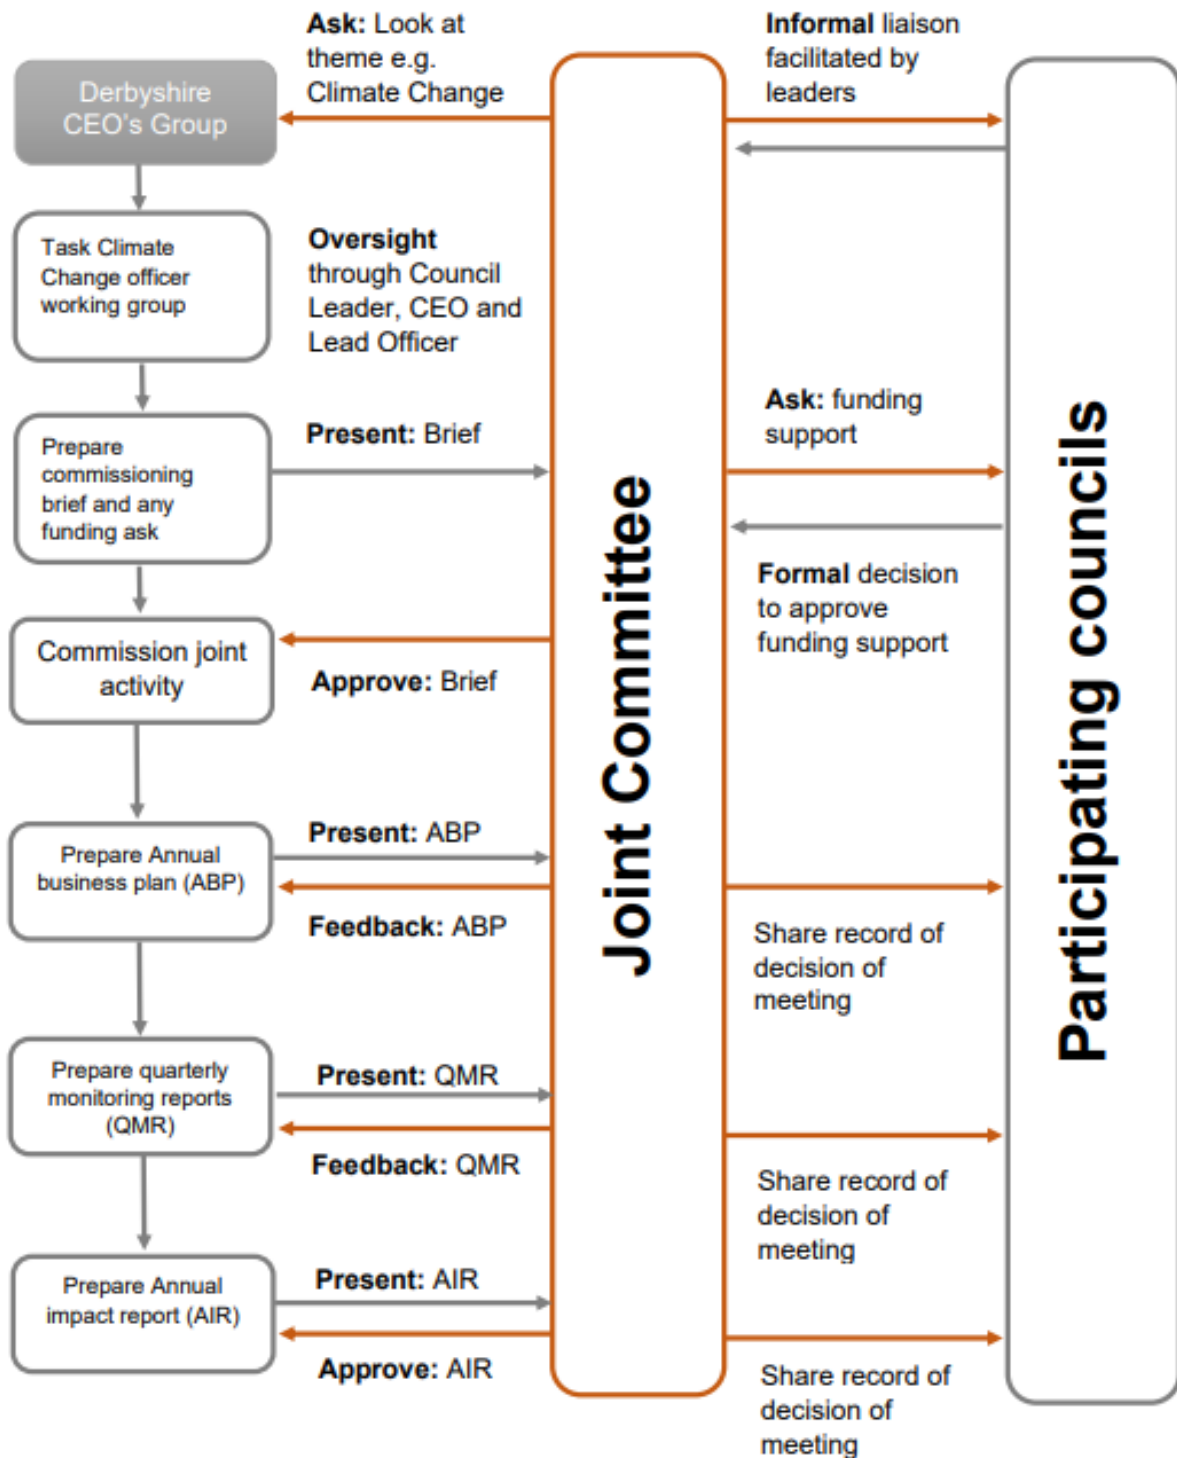 Ask: Look at
theme e.g.
Climate Change
Informal liaison
facilitated by
leaders
Derbyshire
CEO's Group
Task Climate
Change officer
working group
Oversight
through Council
Leader, CEO and
Lead Officer
Prepare
commissioning
brief and any
funding ask
Present: Brief
Ask: funding
support
Formal decision
to approve
funding support
Commission joint
activity
Approve: Brief
Joint Committee
Participating councils
Prepare Annual
business plan (ABP)
Present: ABP
Feedback: ABP
Share record of
decision of
meeting
Prepare quarterly
monitoring reports
(QMR)
Present: QMR
Feedback: QMR
Share record of
decision of
meeting
Prepare Annual
impact report (AIR)
Present: AIR
Approve: AIR
Share record of
decision of
meeting